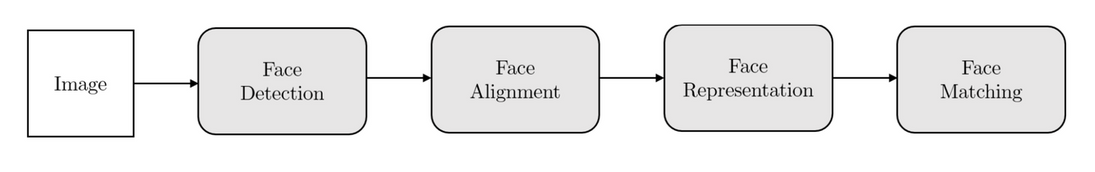 Image
Face
Detection
Face
Alignment
Face
Representation
Face
Matching